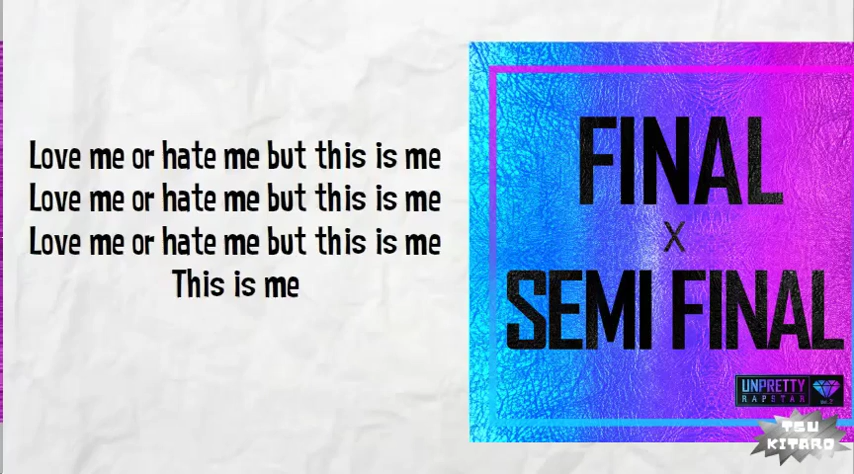 Love me or hate me but this is me
Love me or hate me but this is me
Love me or hate me but this is me
This is me
FINAL
X
SEMI FINAL
UNPRETTY
RAPSTAR
TSU
KITARO